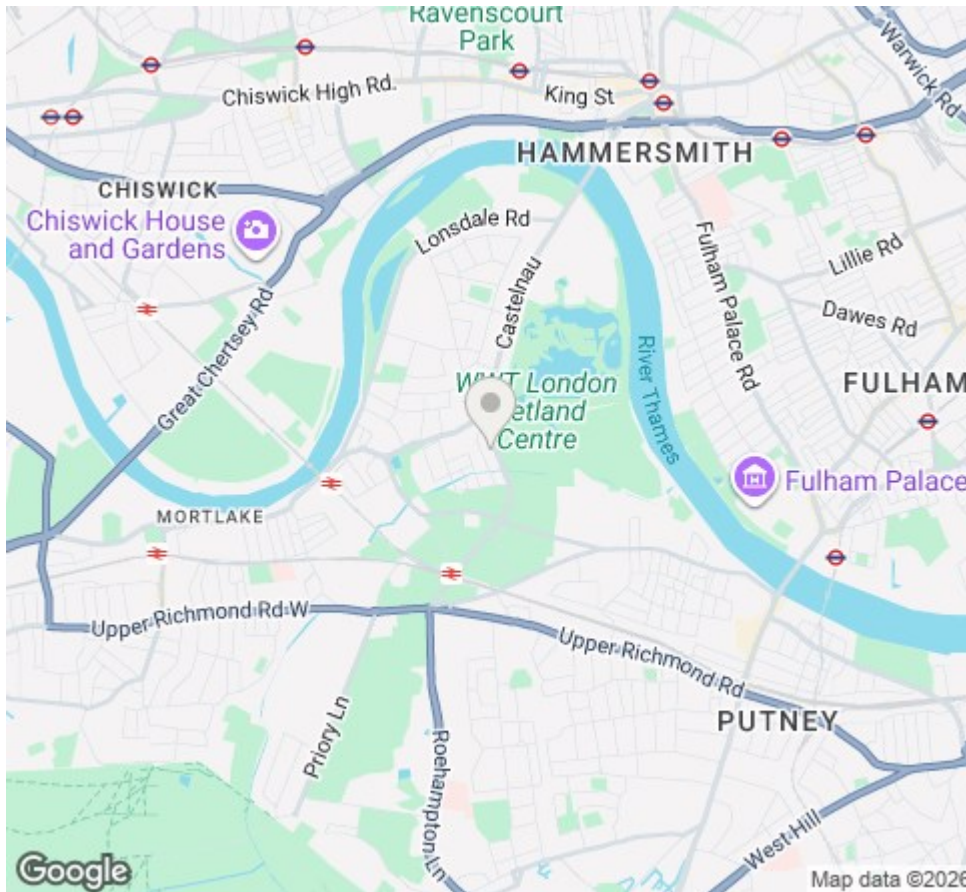 Ravenscourt
Park
Warwick Rd
Chiswick High Rd.
King St
HAMMERSMITH
CHISWICK
Chiswick House
and Gardens
Lonsdale Rd
Fulham Palace Rd
Lillie Rd
Castelnau
Dawes Rd
Great Chertsey Rd
River Thames
WWT London
etland
Centre
FULHAM
Fulham Palace
MORTLAKE
Upper Richmond Rd W
Upper Richmond Rd
PUTNEY
Priory Ln
Roehampton Ln
West Hill
Google
Map data ©2026